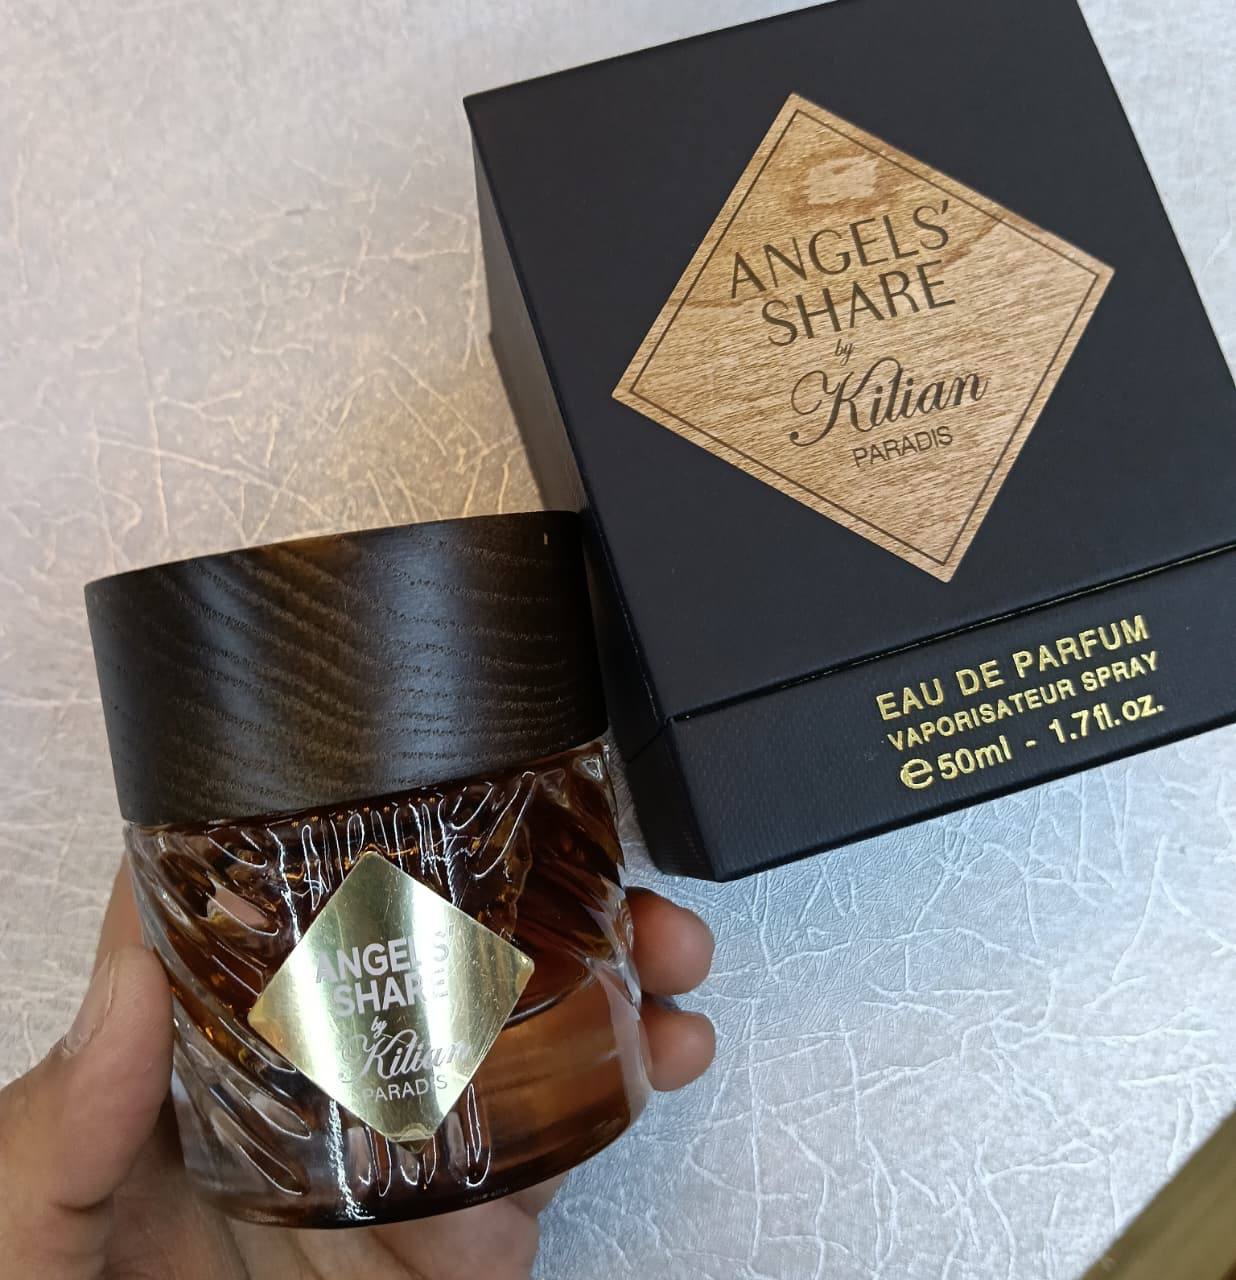 ANGELS'
SHARE
by
Kilian
PARADIS
EAU DE PARFUM
VAPORISATEUR SPRAY
e 50ml - 1.7fl.oz.
ANGELS'
SHARE
by
Kilian
PARADIS